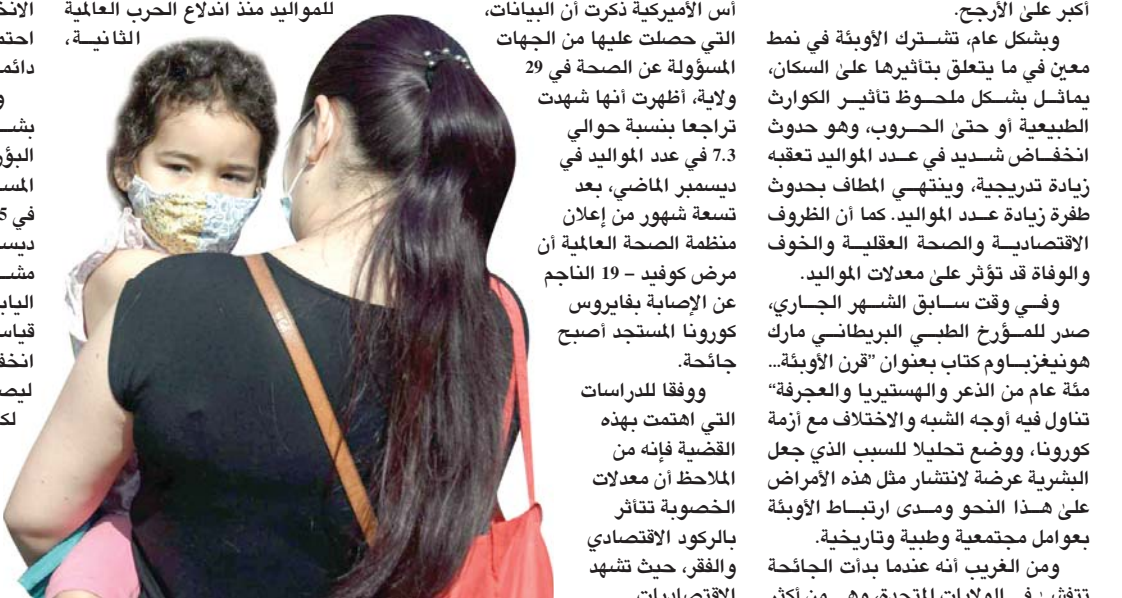 أكبر على الأرجح.
وبشكل عام، تشترك الأوبئة في نمط
معين في ما يتعلق بتأثيرها على السكان،
يماثل بشكل ملحوظ تأثير الكوارث
الطبيعية أو حتى الحروب، وهو حدوث
انخفاض شديد في عدد المواليد تعقبه
زيادة تدريجية، وينتهي المطاف بحدوث
طفرة زيادة عدد المواليد. كما أن الظروف
الاقتصادية والصحة العقلية والخوف
والوفاة قد تؤثر على معدلات المواليد.
وفي وقت سابق الشهر الجاري،
صدر للمؤرخ الطبي البريطاني مارك
هونيغزباوم كتاب بعنوان ”قرن الأوبئة...
مئة عام من الذعر والهستيريا والعجرفة“
تناول فيه أوجه الشبه والاختلاف مع أزمة
كورونا، ووضع تحليلا للسبب الذي جعل
البشرية عرضة لانتشار مثل هذه الأمراض
على هذا النحو ومدى ارتباط الأوبئة
بعوامل مجتمعية وطبية وتاريخية.
ومن الغريب أنه عندما بدأت الجائحة
تتفشى في الولايات المتحدة، وهي من أكثر
أس الأميركية ذكرت أن البيانات،
التي حصلت عليها من الجهات
المسؤولة عن الصحة في 29
ولاية، أظهرت أنها شهدت
تراجعا بنسبة حوالي
7.3 في عدد المواليد في
ديسمبر الماضي، بعد
تسعة شهور من إعلان
منظمة الصحة العالمية أن
مرض كوفيد – 19 الناجم
عن الإصابة بفايروس
كورونا المستجد أصبح
جائحة.
ووفقا للدراسات
التي اهتمت بهذه
القضية فإنه من
الملاحظ أن معدلات
الخصوبة تتأثر
بالركود الاقتصادي
والفقر، حيث تشهد
الاقتصاديات
للمواليد منذ اندلاع الحرب العالمية
الثانية،